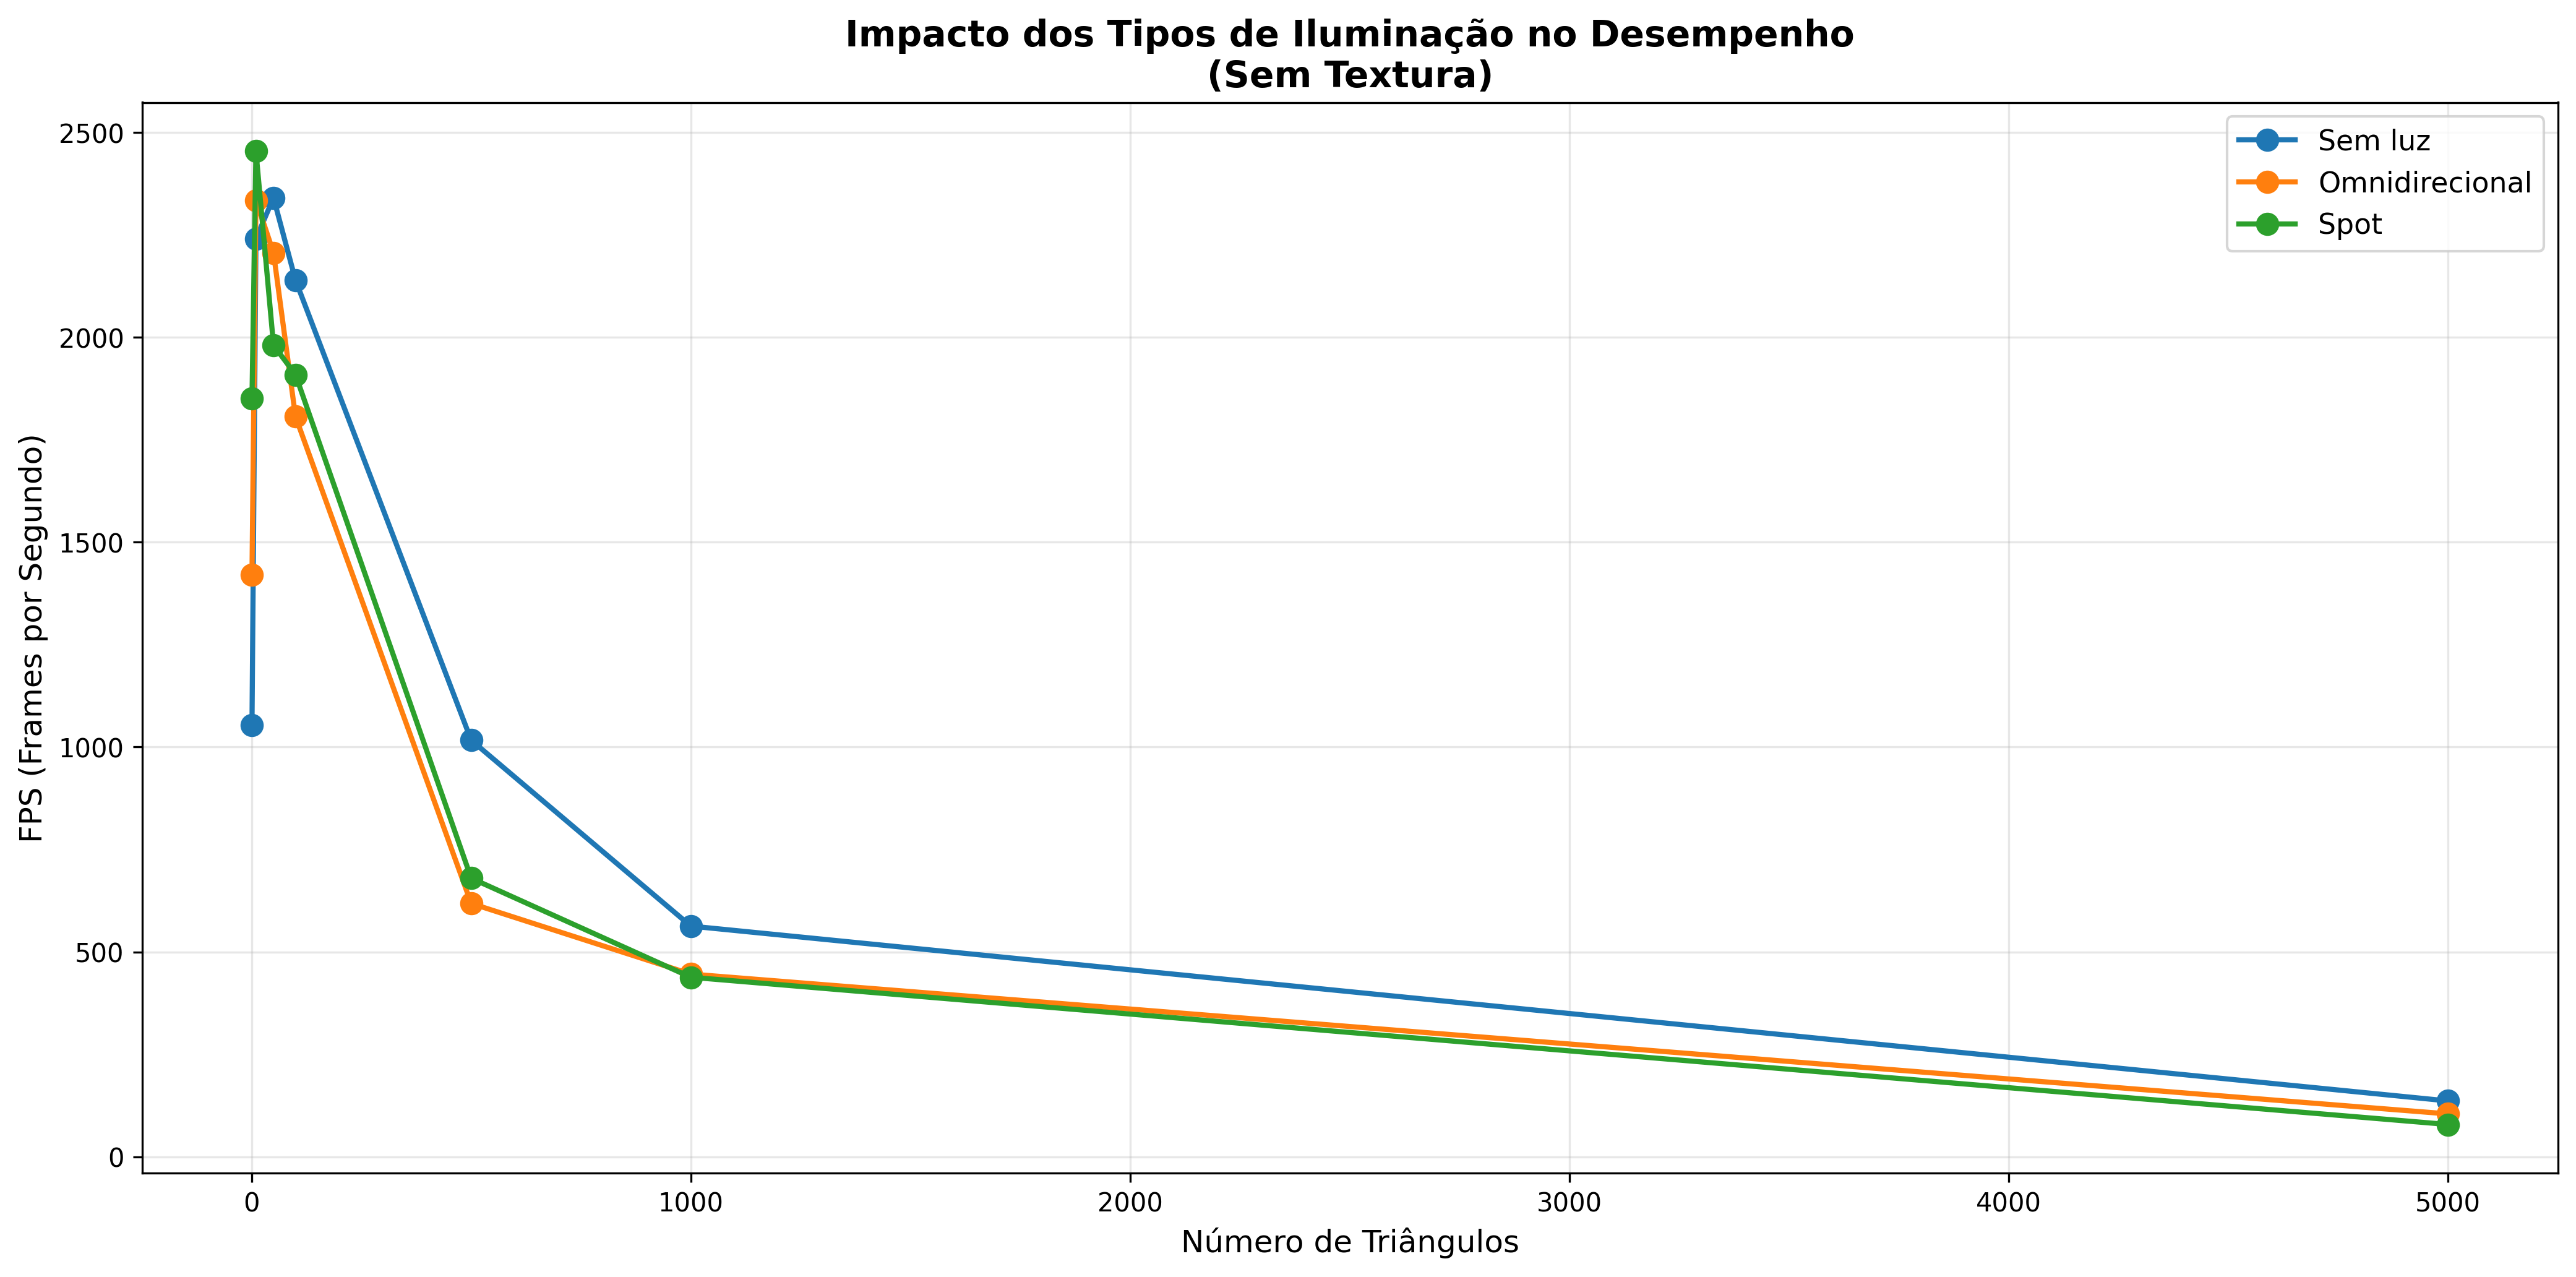 Impacto dos Tipos de Iluminação no Desempenho
(Sem Textura)
2500
2000
1500
1000
500
0
FPS (Frames por Segundo)
Sem luz
Omnidirecional
Spot
0 1000 2000 3000 4000 5000
Número de Triângulos